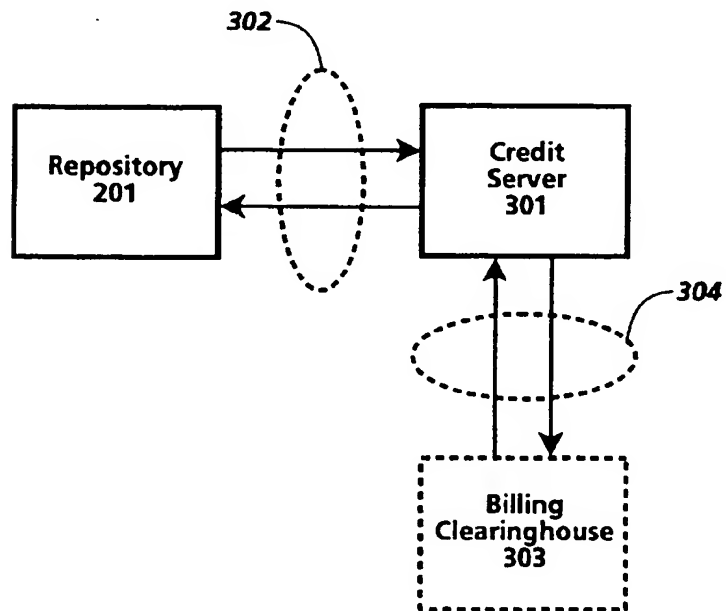 302
Repository
201
Credit
Server
301
304
Billing
Clearinghouse
303